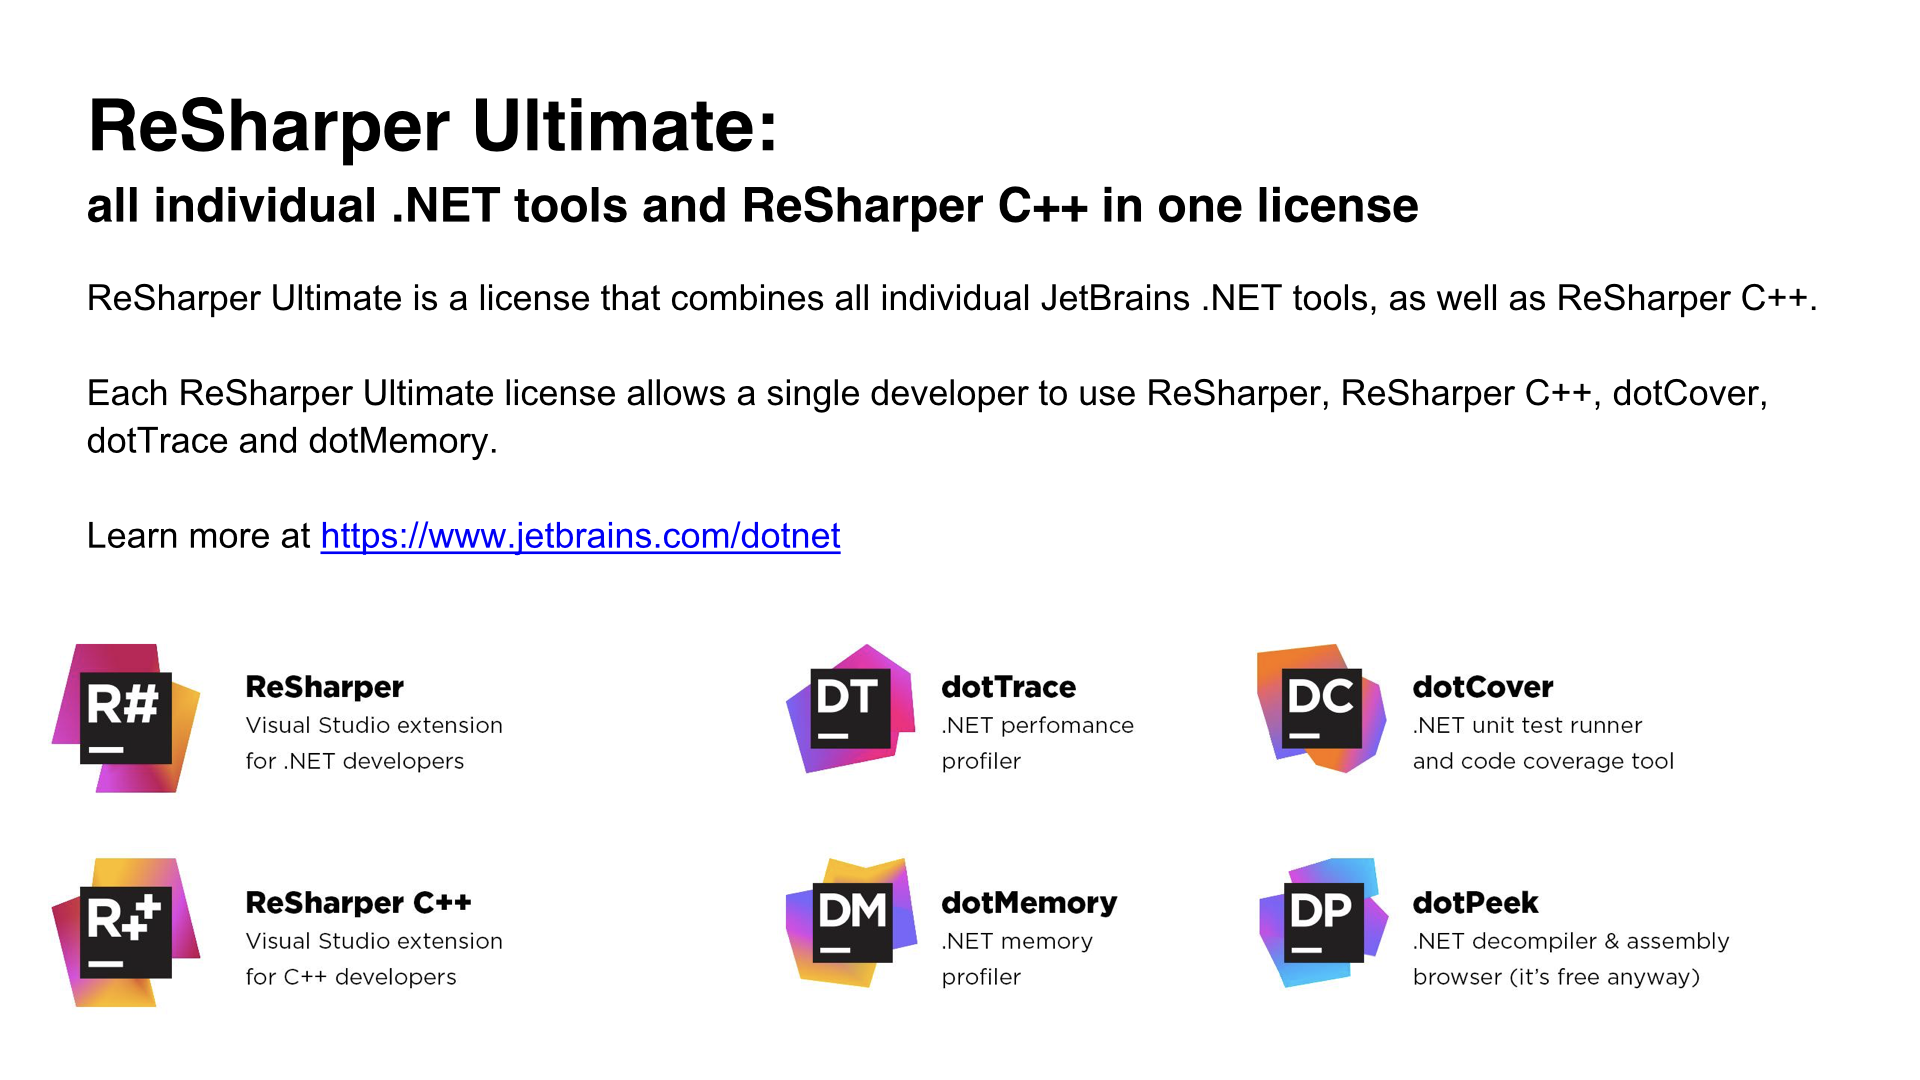 ReSharper Ultimate:
all individual .NET tools and ReSharper C++ in one license
ReSharper Ultimate is a license that combines all individual JetBrains .NET tools, as well as ReSharper C++.
Each ReSharper Ultimate license allows a single developer to use ReSharper, ReSharper C++, dotCover,
dotTrace and dotMemory.
Learn more at https://www.jetbrains.com/dotnet
R#
ReSharper
Visual Studio extension
for .NET developers
DT
dotTrace
.NET perfomance
profiler
DC
dotCover
.NET unit test runner
and code coverage tool
R++
ReSharper C++
Visual Studio extension
for C++ developers
DM
dotMemory
.NET memory
profiler
DP
dotPeek
.NET decompiler & assembly
browser (it’s free anyway)